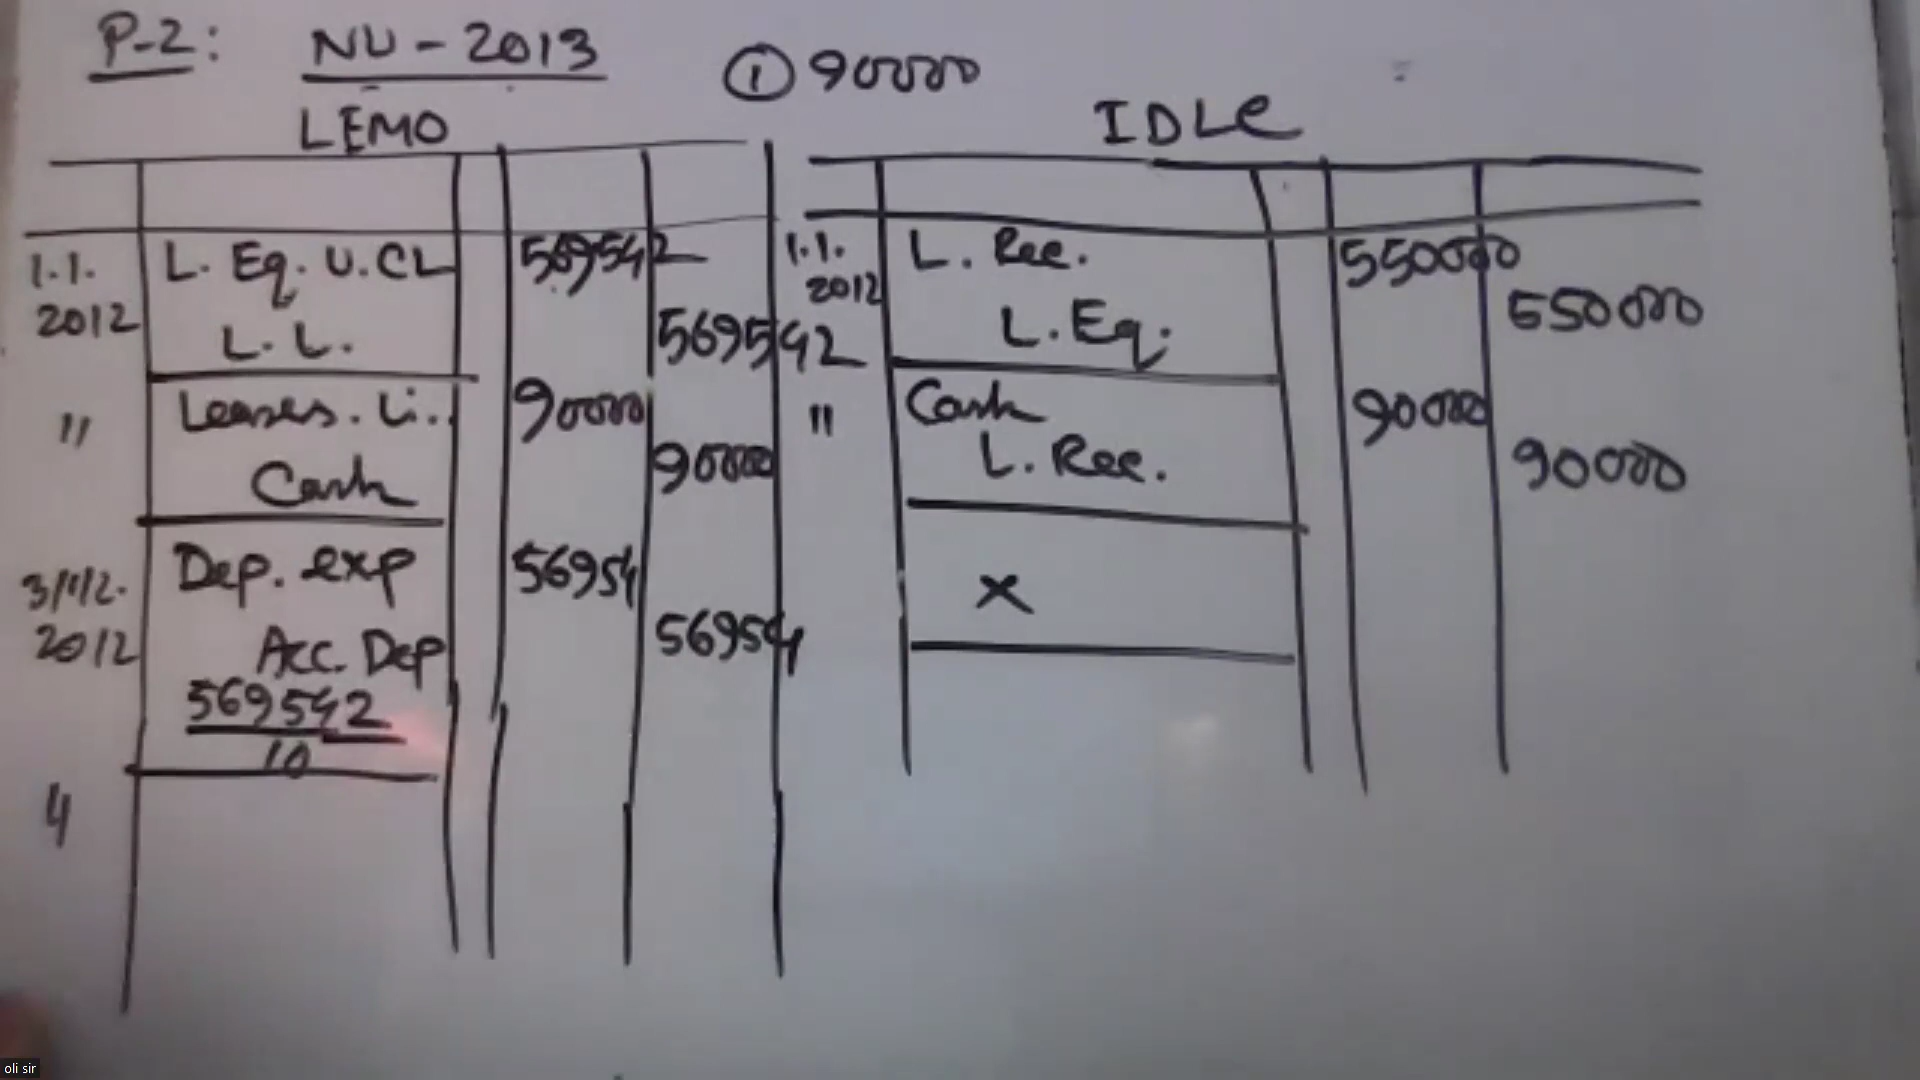 P-2: NU - 2013
① 90000
LEMO
IDLe
1.1.
2012
L. Eq. U. CL 569542
L. L. 569542
"
Leases. Li.. 90000
Cash 90000
31/12.
2012
Dep. exp 56954
Acc. Dep 56954
569542
10
4
1.1.
2012
L. Rec. 550000
L. Eq. 550000
"
Cash 90000
L. Rec. 90000
x
oli sir